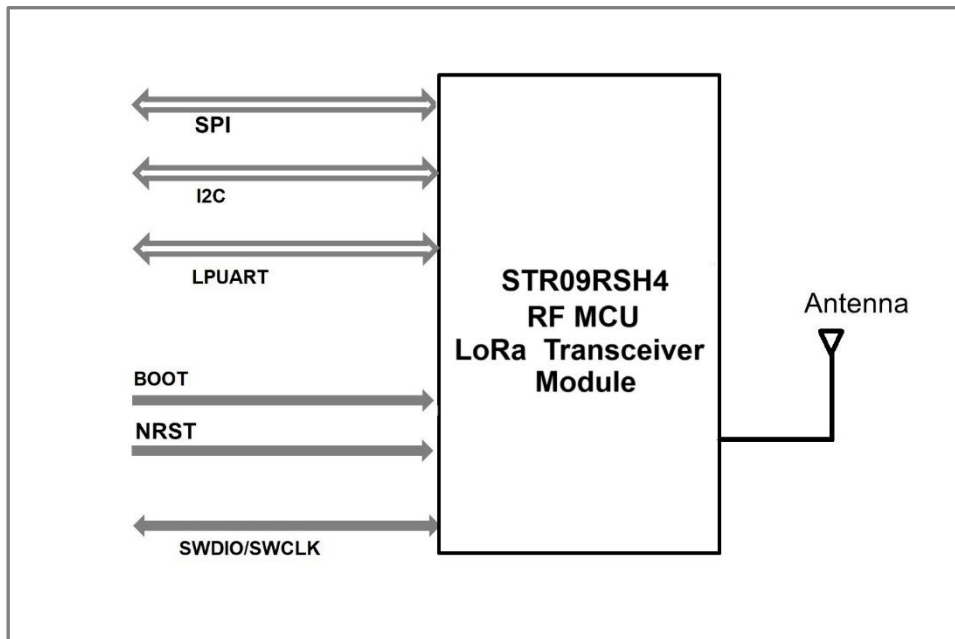 SPI
I2C
LPUART
BOOT
NRST
SWDIO/SWCLK
STR09RSH4
RF MCU
LoRa Transceiver
Module
Antenna